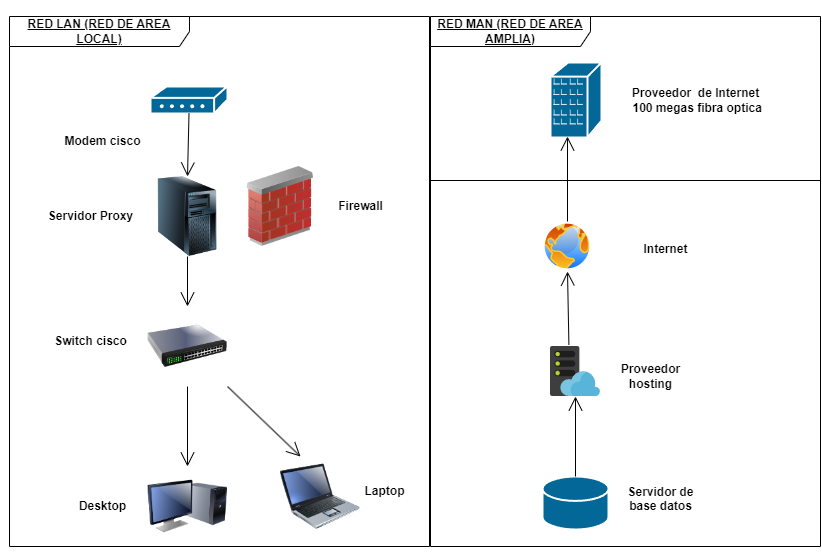 RED LAN (RED DE AREA
LOCAL)
Modem cisco
Servidor Proxy
Firewall
Switch cisco
Desktop
Laptop
RED MAN (RED DE AREA
AMPLIA)
Proveedor de Internet
100 megas fibra optica
Internet
Proveedor
hosting
Servidor de
base datos